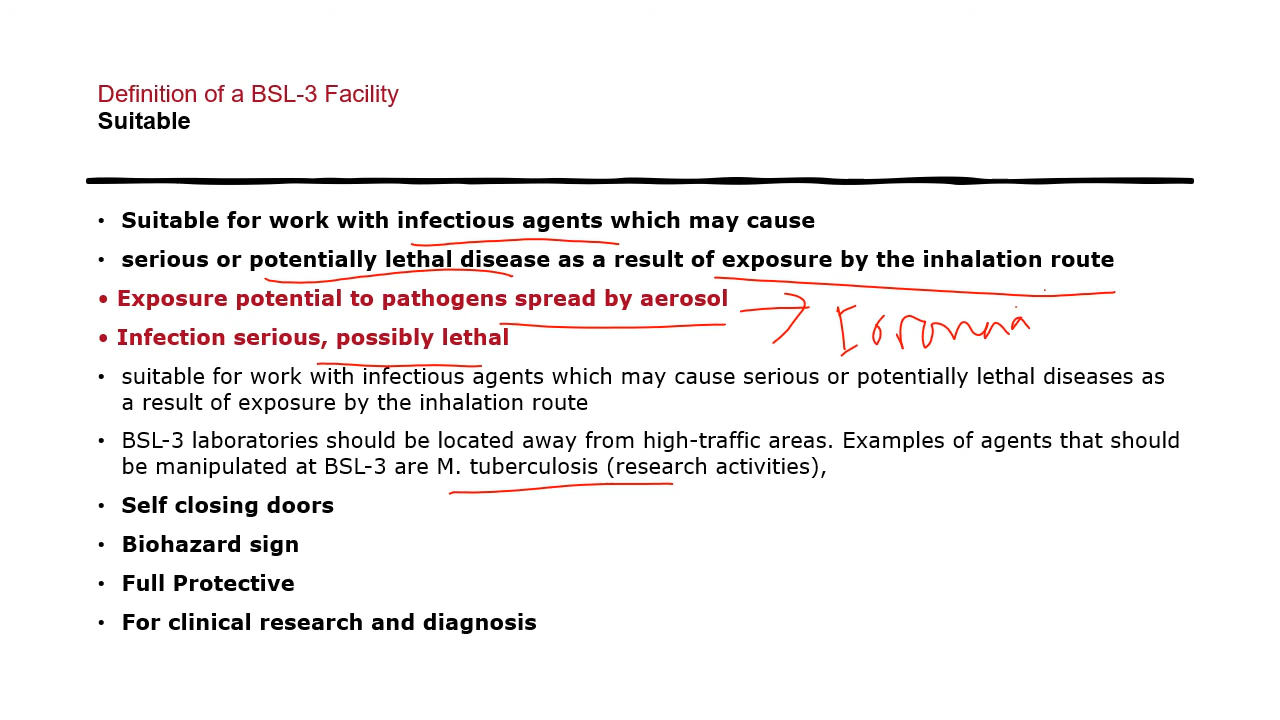 Definition of a BSL-3 Facility
Suitable
• Suitable for work with infectious agents which may cause
• serious or potentially lethal disease as a result of exposure by the inhalation route
• Exposure potential to pathogens spread by aerosol
• Infection serious, possibly lethal
• suitable for work with infectious agents which may cause serious or potentially lethal diseases as
a result of exposure by the inhalation route
• BSL-3 laboratories should be located away from high-traffic areas. Examples of agents that should
be manipulated at BSL-3 are M. tuberculosis (research activities),
• Self closing doors
• Biohazard sign
• Full Protective
• For clinical research and diagnosis